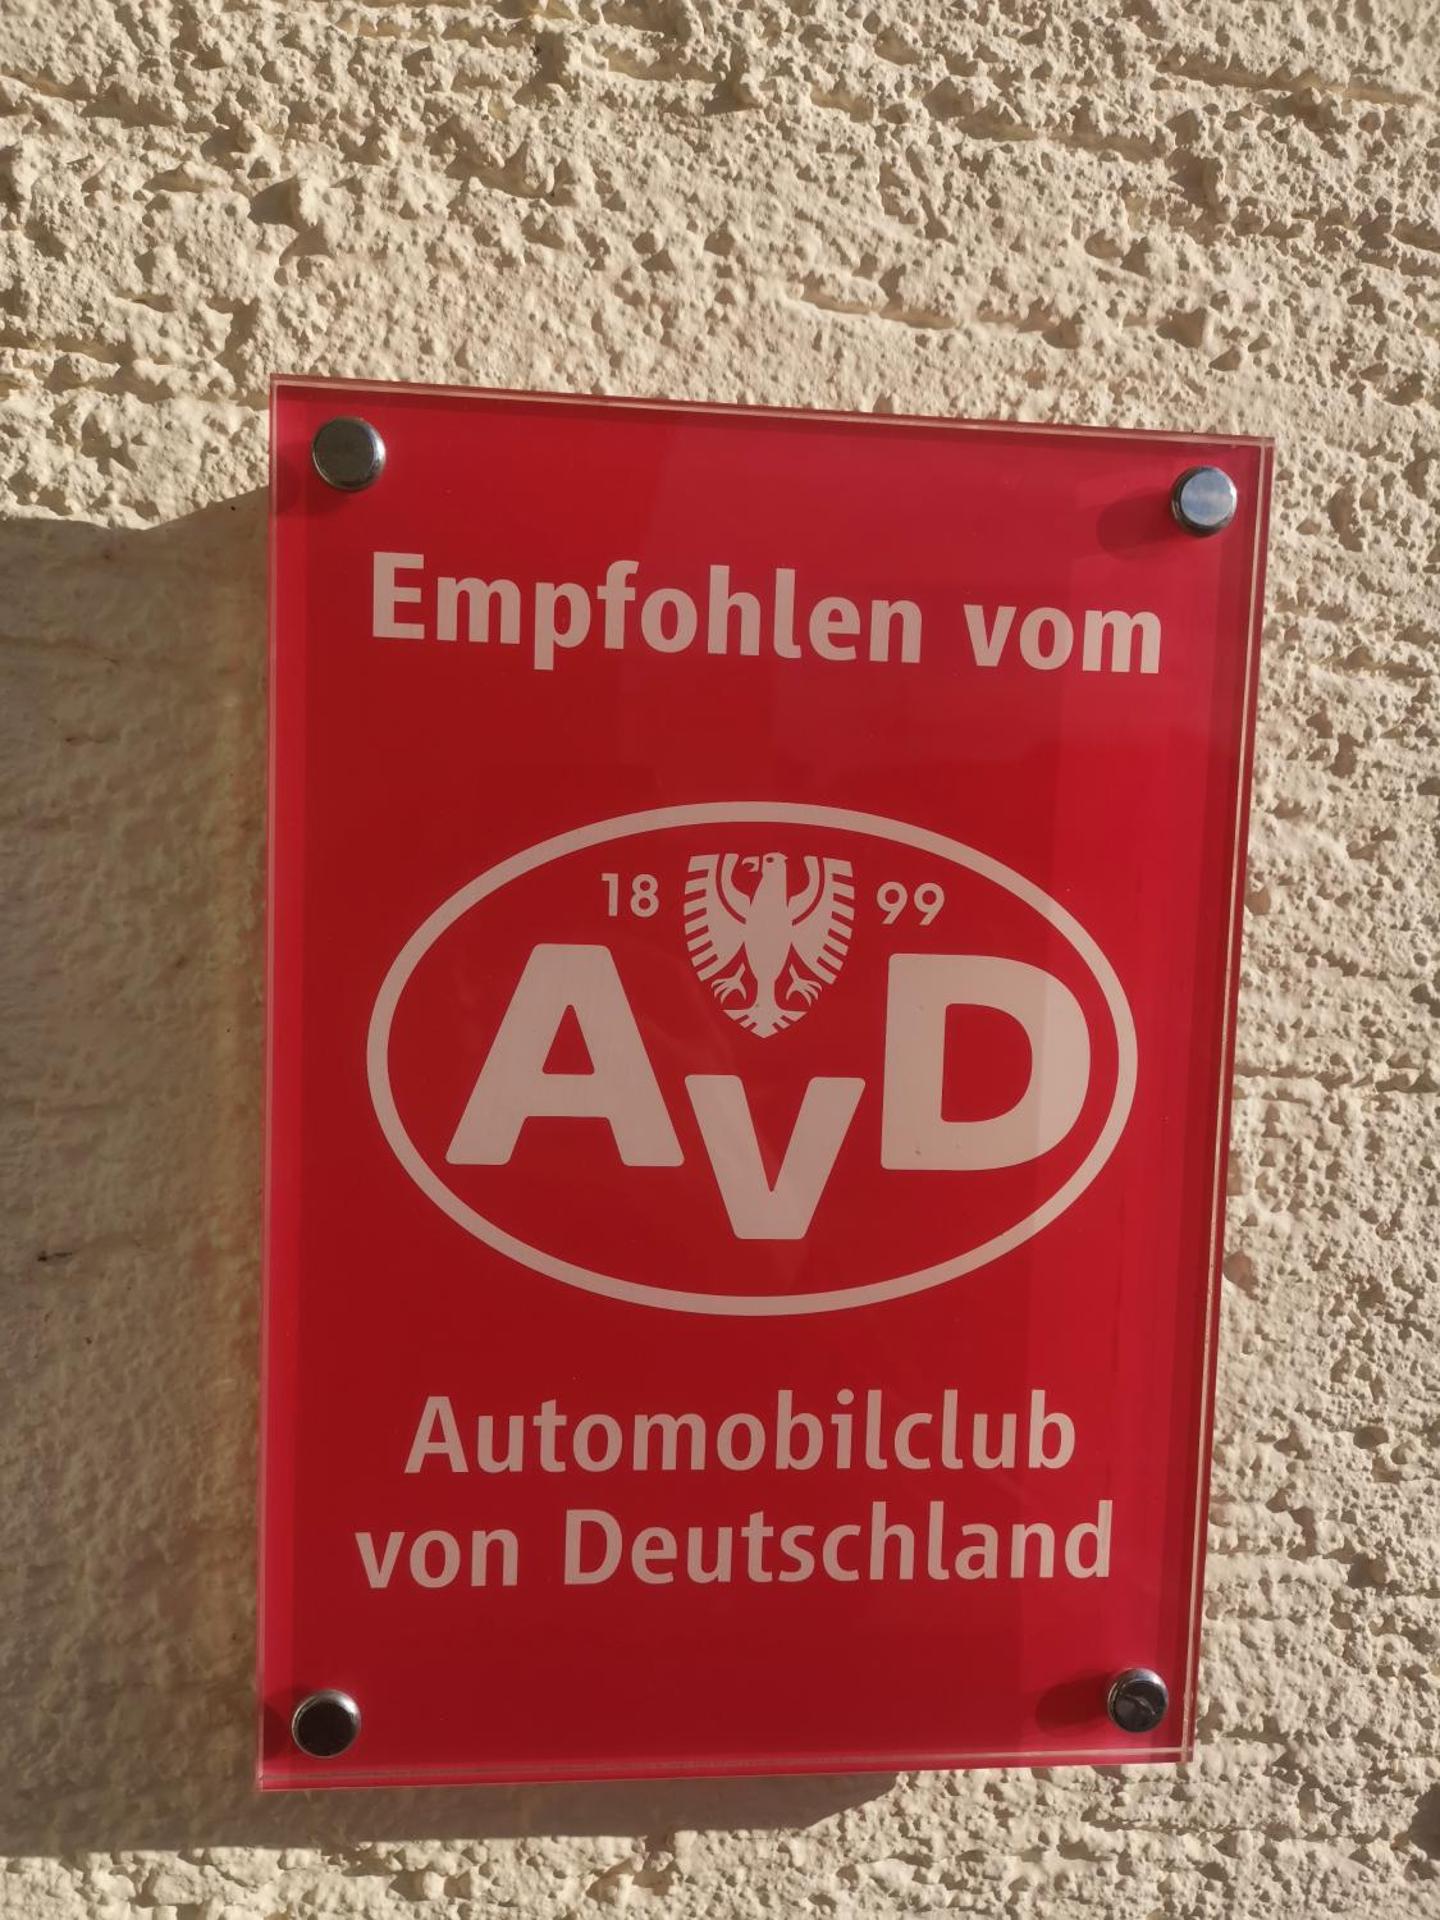 Empfohlen vom
18 99
AvD
Automobilclub
von Deutschland